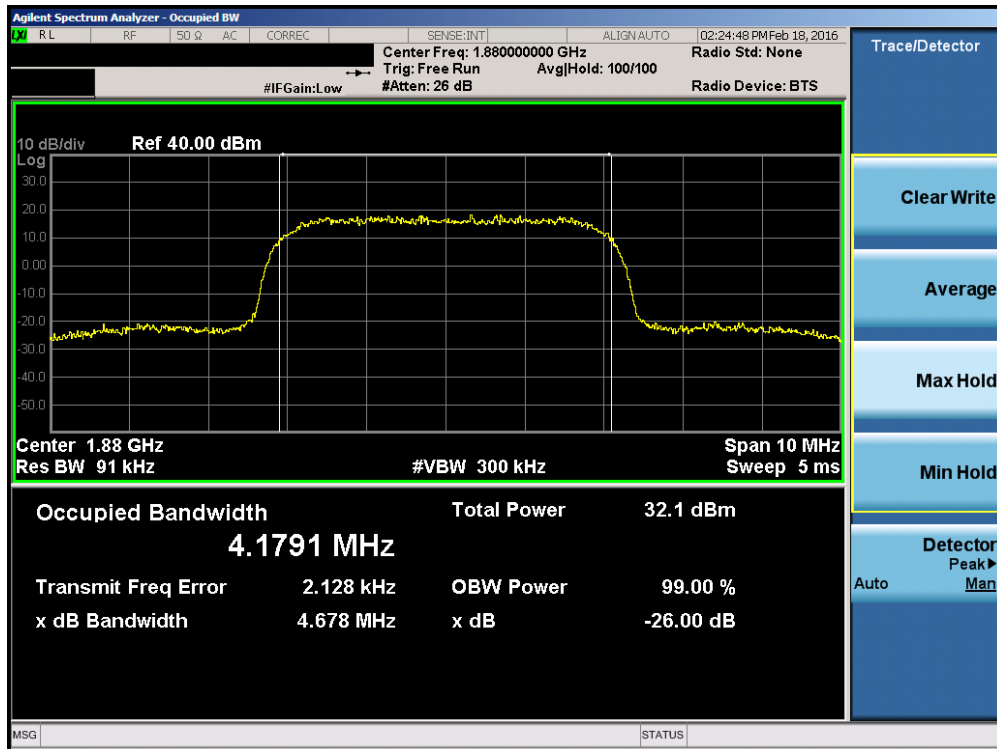 Agilent Spectrum Analyzer - Occupied BW
LXI RL RF 50 Ω AC CORREC SENSE:INT ALIGN AUTO 02:24:48 PM Feb 18, 2016
Center Freq: 1.880000000 GHz Radio Std: None
Trig: Free Run Avg|Hold: 100/100
#IFGain:Low #Atten: 26 dB Radio Device: BTS
10 dB/div Ref 40.00 dBm
Log
30.0
20.0
10.0
0.00
-10.0
-20.0
-30.0
-40.0
-50.0
Center 1.88 GHz Span 10 MHz
Res BW 91 kHz #VBW 300 kHz Sweep 5 ms
Occupied Bandwidth Total Power 32.1 dBm
4.1791 MHz
Transmit Freq Error 2.128 kHz OBW Power 99.00 %
x dB Bandwidth 4.678 MHz x dB -26.00 dB
MSG STATUS
Trace/Detector
Clear Write
Average
Max Hold
Min Hold
Detector
Peak▶
Auto Man